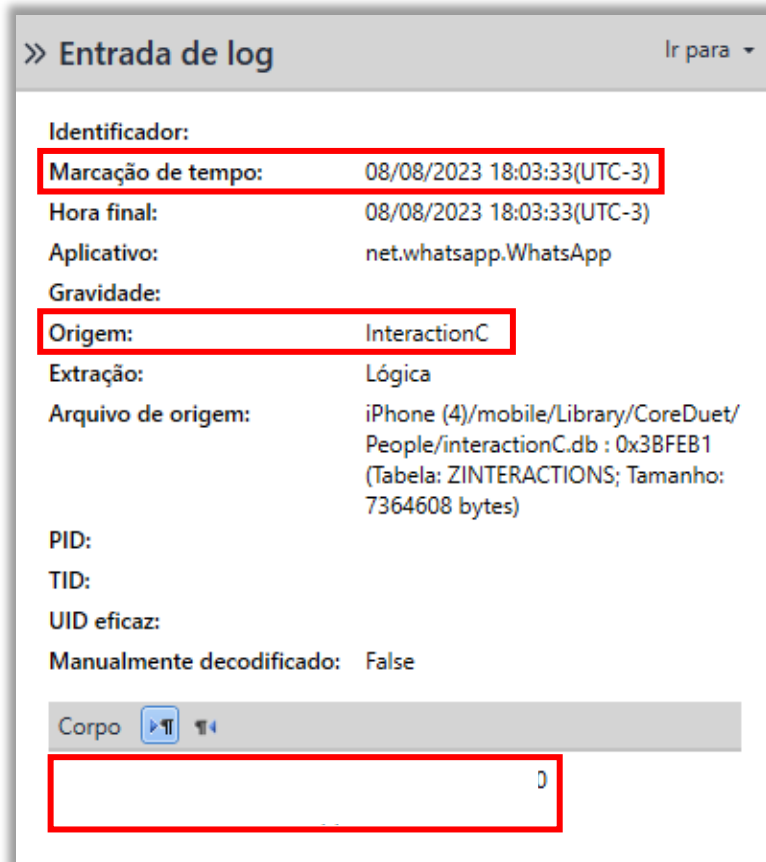 » Entrada de log Ir para
Identificador:
Marcação de tempo: 08/08/2023 18:03:33(UTC-3)
Hora final: 08/08/2023 18:03:33(UTC-3)
Aplicativo: net.whatsapp.WhatsApp
Gravidade:
Origem: InteractionC
Extração: Lógica
Arquivo de origem: iPhone (4)/mobile/Library/CoreDuet/
People/interactionC.db : 0x3BFEB1
(Tabela: ZINTERACTIONS; Tamanho:
7364608 bytes)
PID:
TID:
UID eficaz:
Manualmente decodificado: False
Corpo